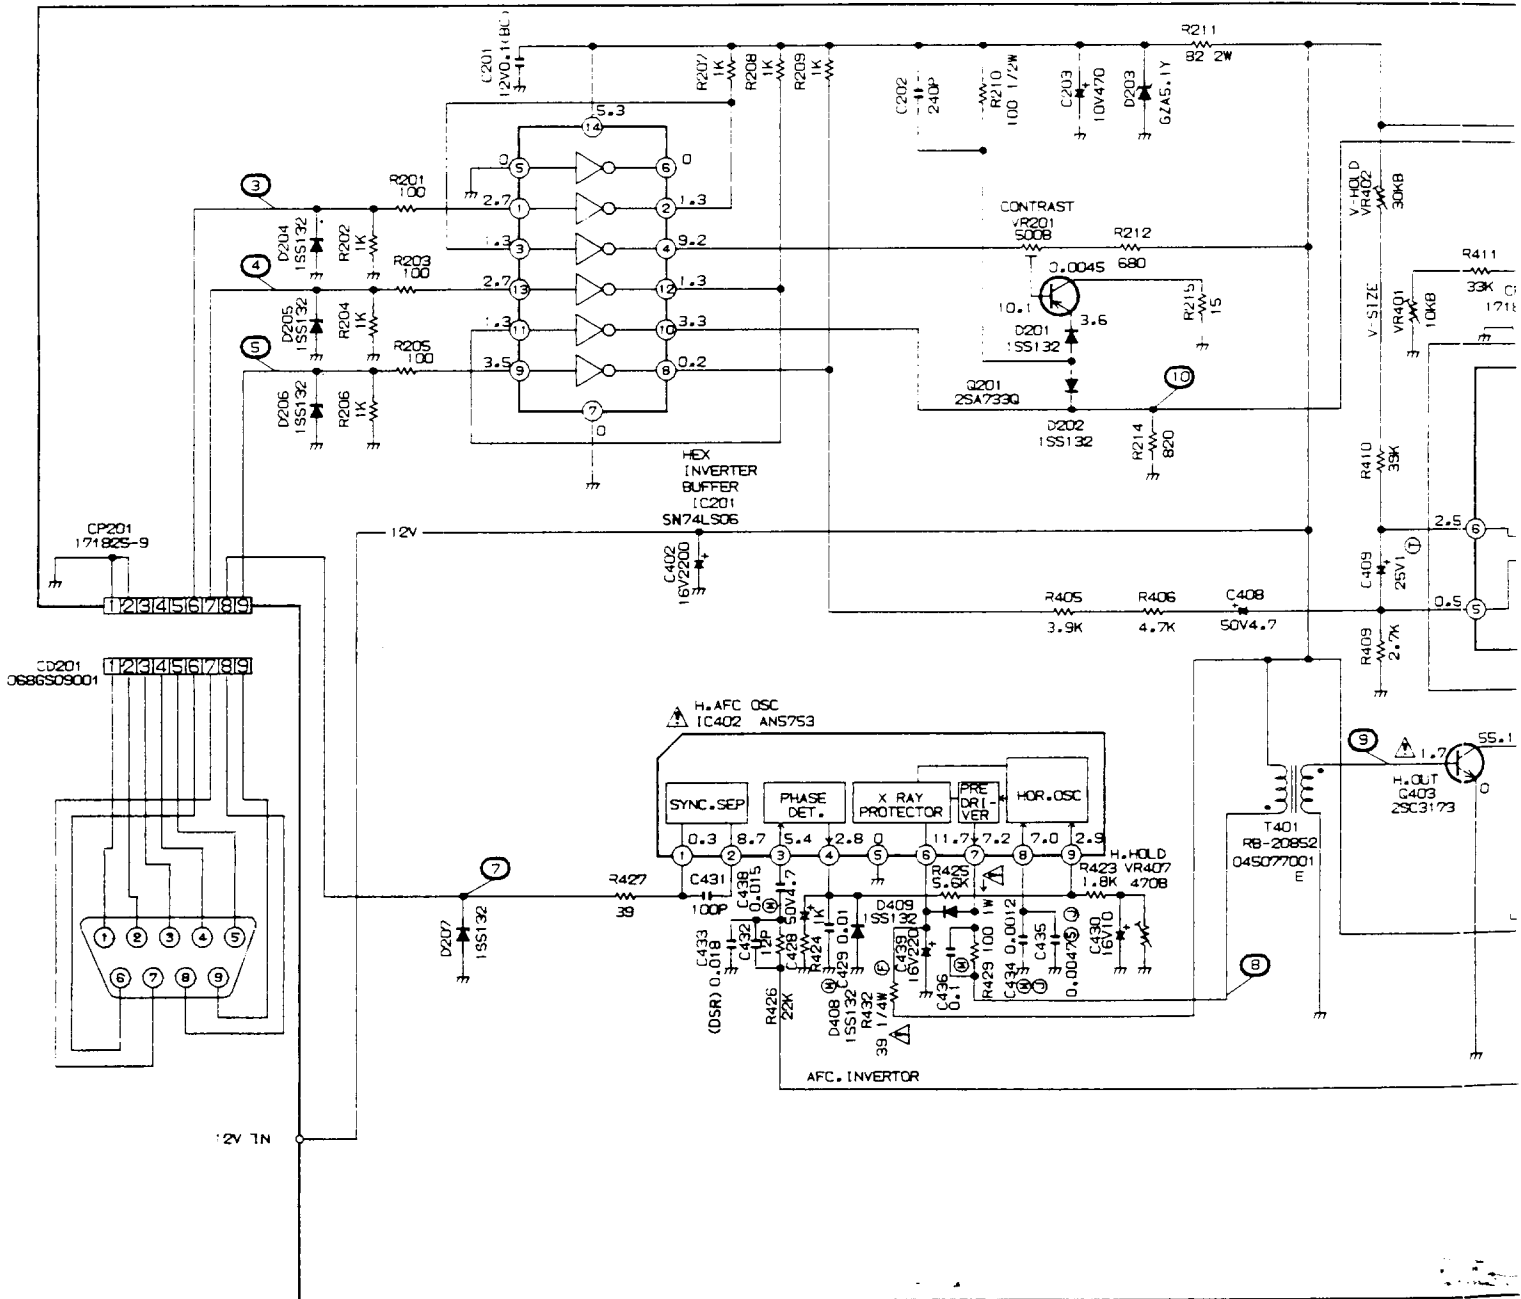 C201
12V0.1(BC)
R207
1K
R208
1K
R209
1K
C202
240P
R210
100 1/2W
C203
10V470
D203
GZA5.1Y
R211
82 2W
5.3
14
0
5
6
0
3
R201
100
2.7
1
2
1.3
D204
1SS132
R202
1K
1.3
3
4
9.2
CONTRAST
VR201
500B
R212
680
V-HOLD
VR402
30KB
4
R203
100
2.7
13
12
1.3
0.0045
10.1
3.6
R215
15
D205
1SS132
R204
1K
1.3
11
10
3.3
D201
1SS132
V-SIZE
VR401
10KB
R411
33K
5
R205
100
3.5
9
8
0.2
D206
1SS132
R206
1K
7
0
Q201
2SA733Q
10
D202
1SS132
R214
820
HEX
INVERTER
BUFFER
IC201
SN74LS06
R410
39K
CP201
171825-9
12V
C402
16V2200
2.5
6
C409
25V1
T
1 2 3 4 5 6 7 8 9
R405
3.9K
R406
4.7K
C408
50V4.7
0.5
5
R409
2.7K
CD201
068GS09001
1 2 3 4 5 6 7 8 9
H.AFC OSC
IC402 AN5753
SYNC.SEP
PHASE
DET.
X RAY
PROTECTOR
PRE
DRI-
VER
HOR.OSC
9
1.7
55.1
H.OUT
Q403
2SC3173
0
T401
RB-20852
045077001
E
1
0.3
2
8.7
3
5.4
4
2.8
5
0
6
11.7
7
7.2
8
7.0
9
2.9
7
R427
39
C431
100P
C438
0.015
M
50V4.7
C428
1K
R424
C429 0.01
M
D409
1SS132
R425
5.6K
1W
R423
1.8K
H.HOLD
VR407
470B
D207
1SS132
(DSR) 0.018
C433
C432
12P
R426
22K
D408
1SS132
R432
39 1/4W
F
C439
16V220
C436
0.1
M
R429 100
C434 0.0012
M
J
C435
0.0047S
J
C430
16V10
8
1 2 3 4 5
6 7 8 9
AFC.INVERTOR
12V IN